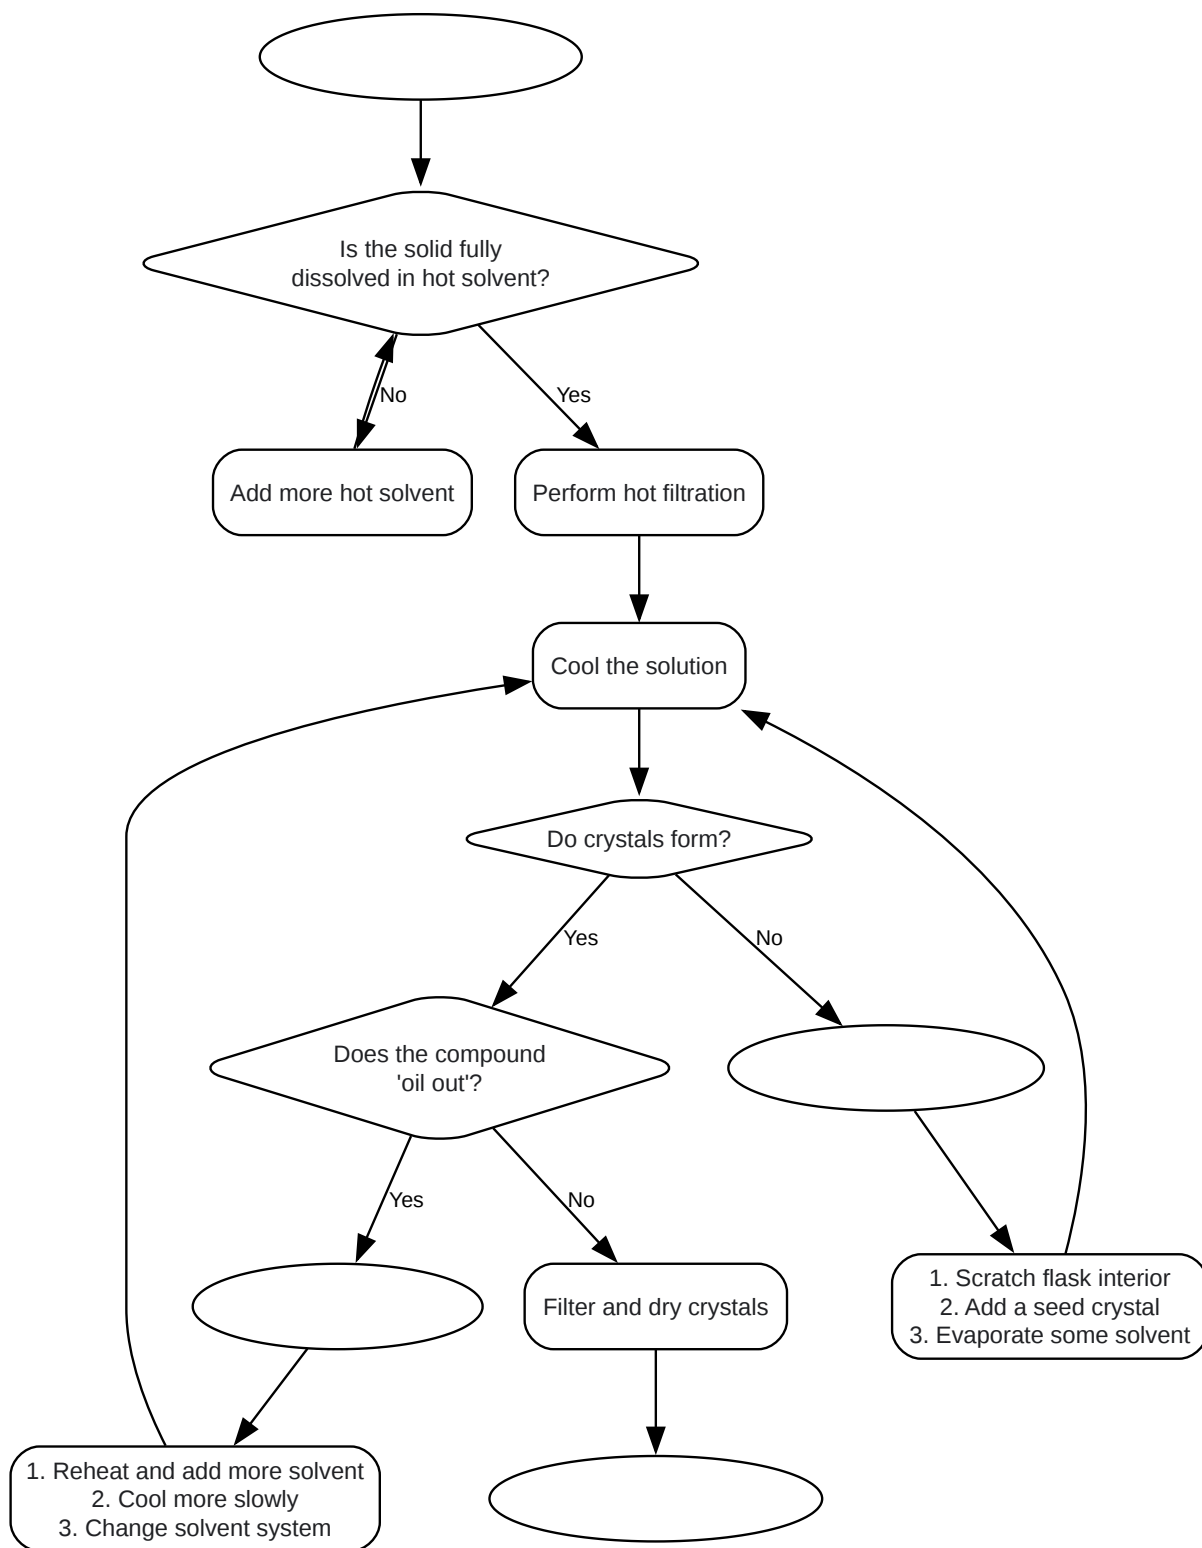 Is the solid fully
dissolved in hot solvent?
No
Yes
Add more hot solvent
Perform hot filtration
Cool the solution
Do crystals form?
Yes
No
Does the compound
'oil out'?
Yes
No
Filter and dry crystals
1. Scratch flask interior
2. Add a seed crystal
3. Evaporate some solvent
1. Reheat and add more solvent
2. Cool more slowly
3. Change solvent system